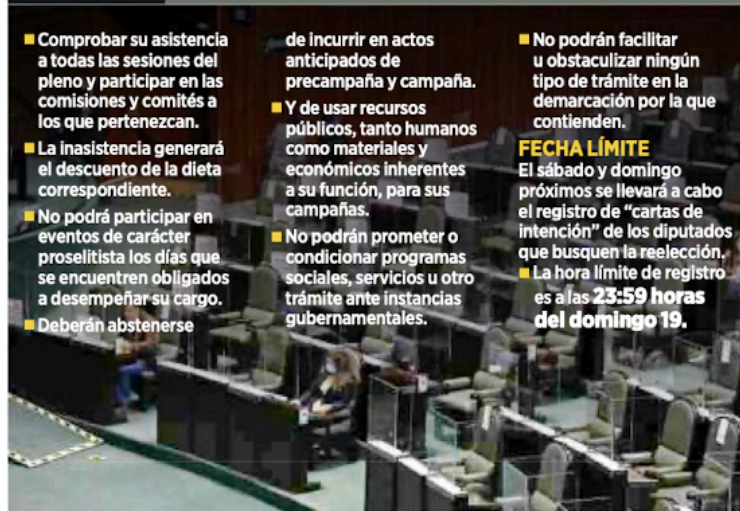 ■ Comprobar su asistencia
a todas las sesiones del
pleno y participar en las
comisiones y comités a
los que pertenezcan.
■ La inasistencia generará
el descuento de la dieta
correspondiente.
■ No podrá participar en
eventos de carácter
proselitista los días que
se encuentren obligados
a desempeñar su cargo.
■ Deberán abstenerse
de incurrir en actos
anticipados de
precampaña y campaña.
■ Y de usar recursos
públicos, tanto humanos
como materiales y
económicos inherentes
a su función, para sus
campañas.
■ No podrán prometer o
condicionar programas
sociales, servicios u otro
trámite ante instancias
gubernamentales.
■ No podrán facilitar
u obstaculizar ningún
tipo de trámite en la
demarcación por la que
contienden.
FECHA LÍMITE
El sábado y domingo
próximos se llevará a cabo
el registro de “cartas de
intención” de los diputados
que busquen la reelección.
■ La hora límite de registro
es a las 23:59 horas
del domingo 19.